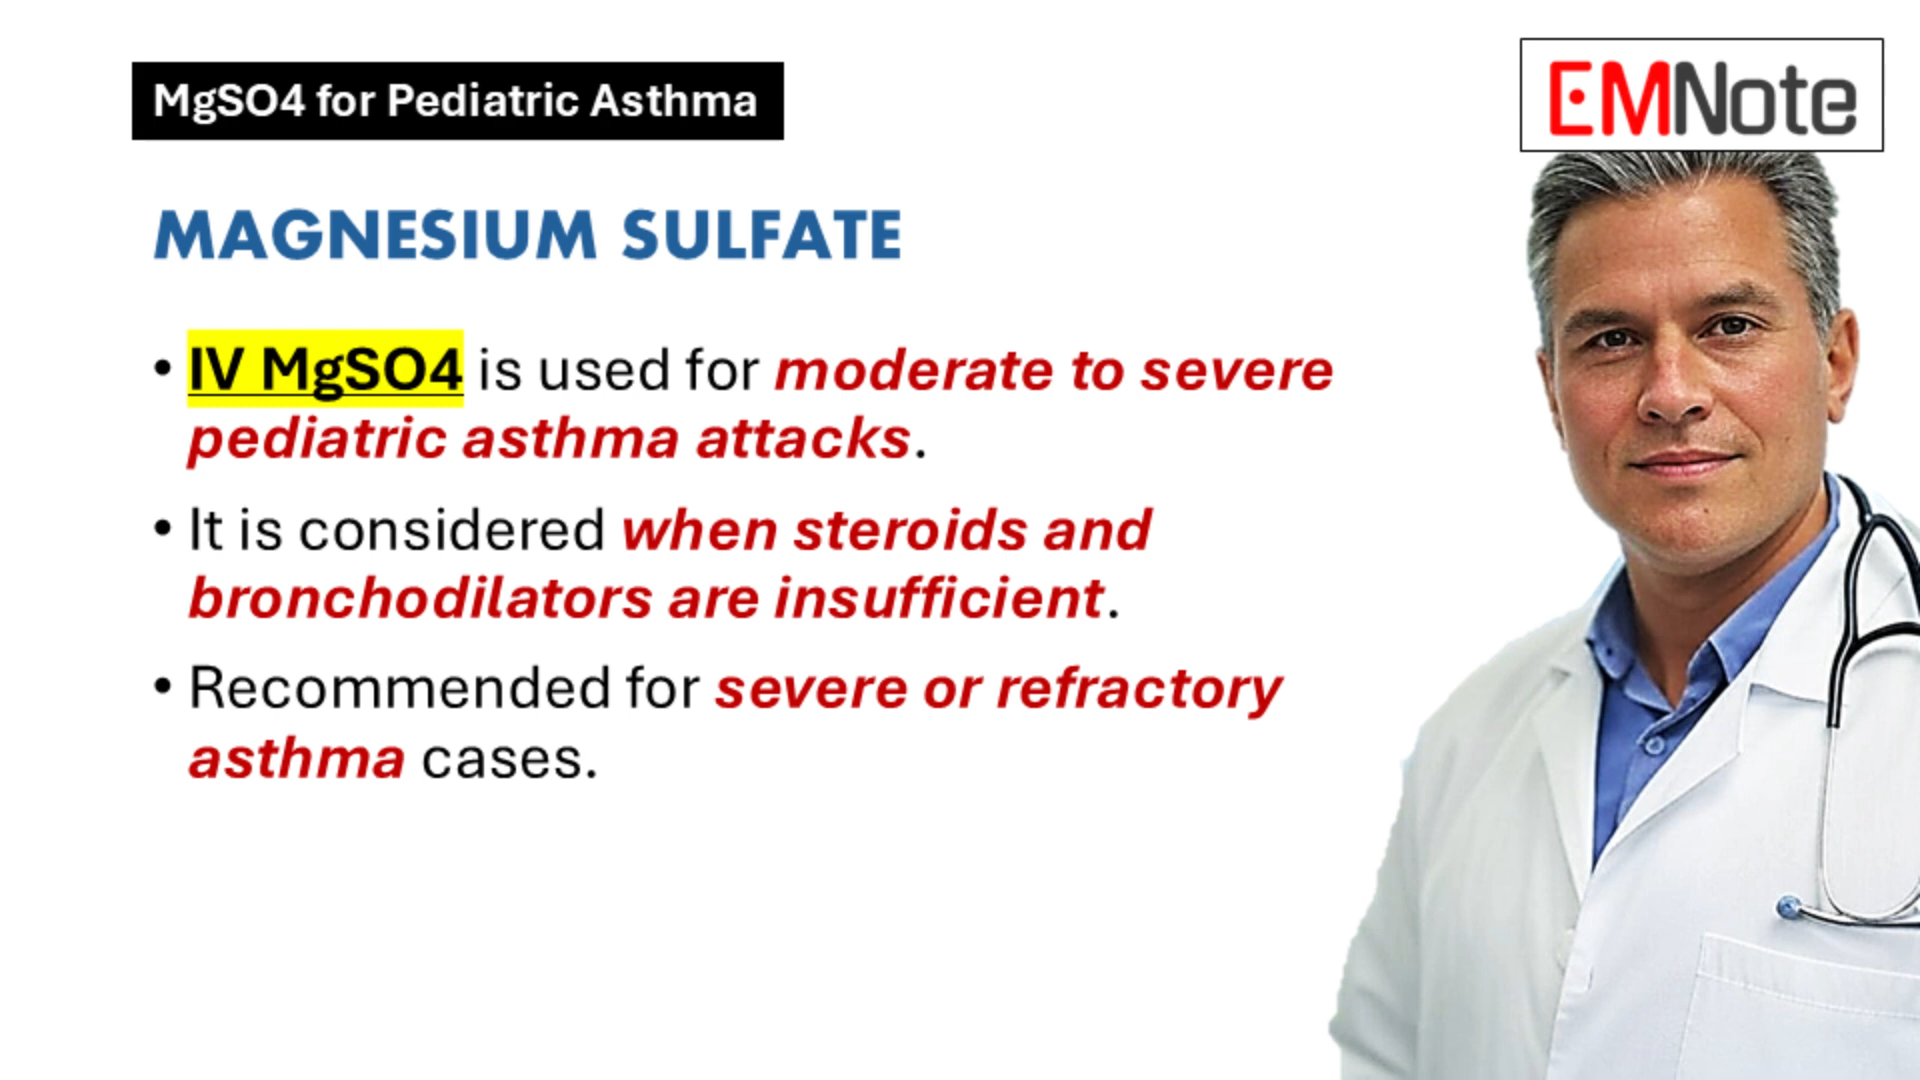 MgSO4 for Pediatric Asthma
EMNote
MAGNESIUM SULFATE
• IV MgSO4 is used for moderate to severe
pediatric asthma attacks.
• It is considered when steroids and
bronchodilators are insufficient.
• Recommended for severe or refractory
asthma cases.